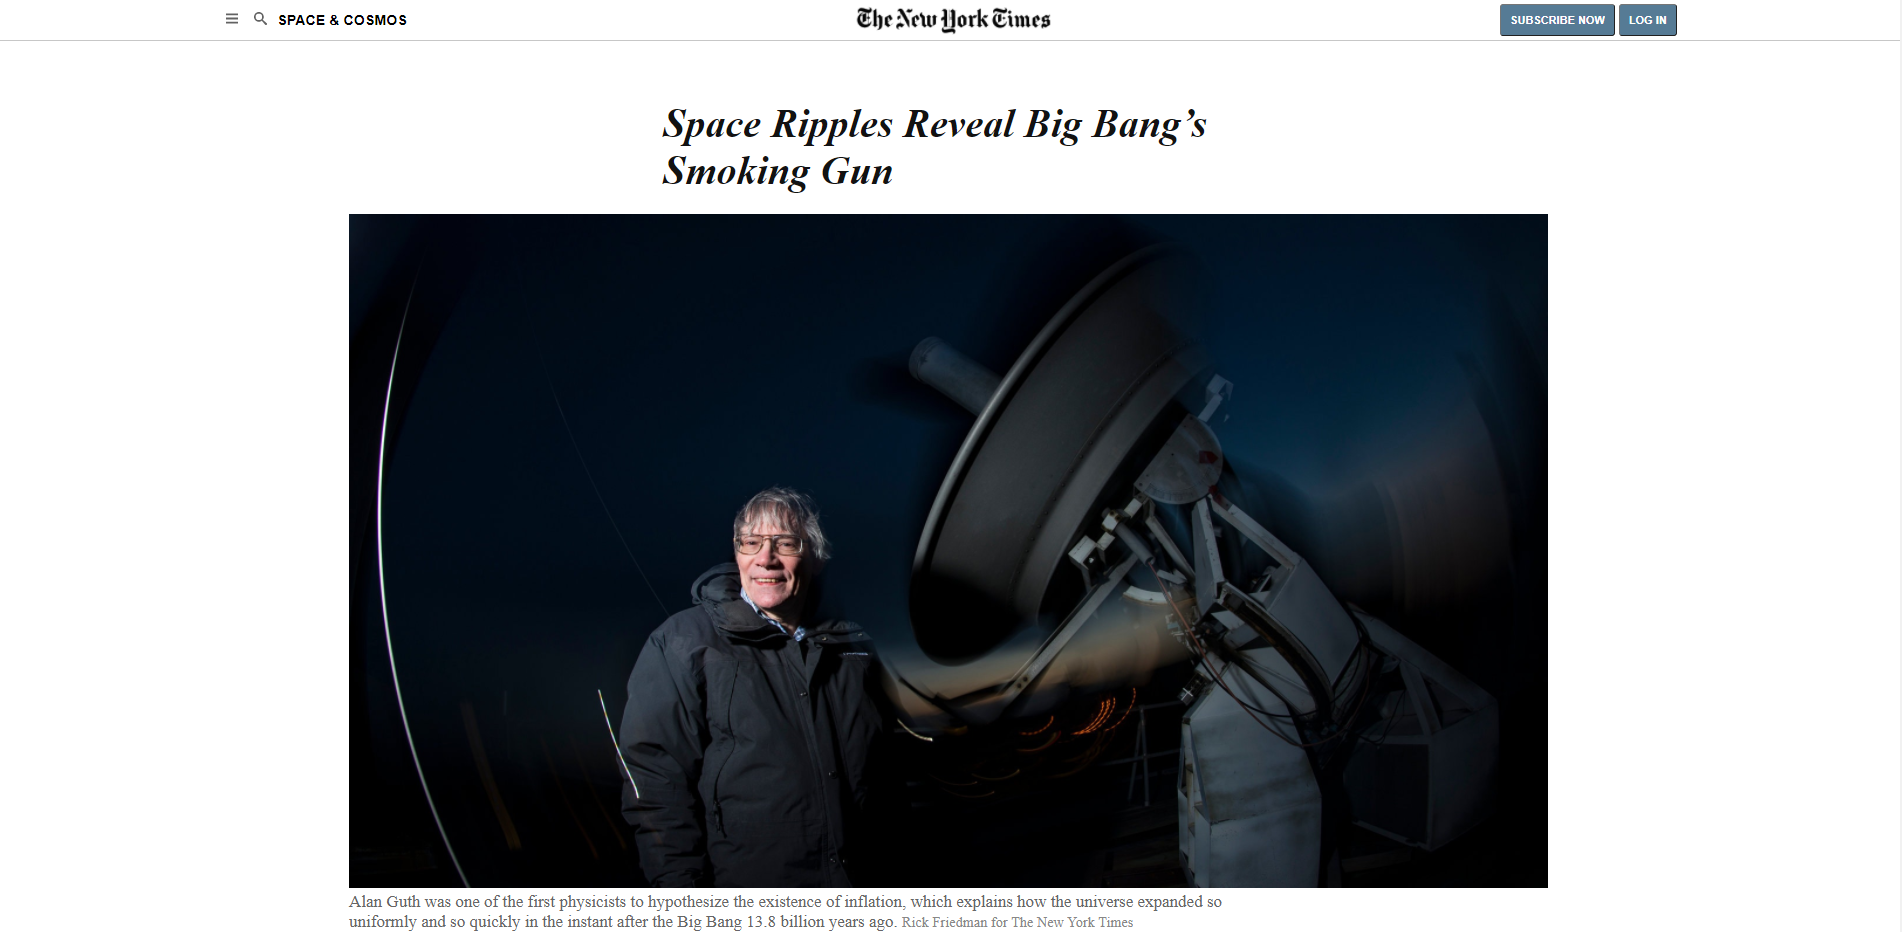 SPACE & COSMOS
The New York Times
SUBSCRIBE NOW
LOG IN
Space Ripples Reveal Big Bang’s
Smoking Gun
Alan Guth was one of the first physicists to hypothesize the existence of inflation, which explains how the universe expanded so
uniformly and so quickly in the instant after the Big Bang 13.8 billion years ago. Rick Friedman for The New York Times